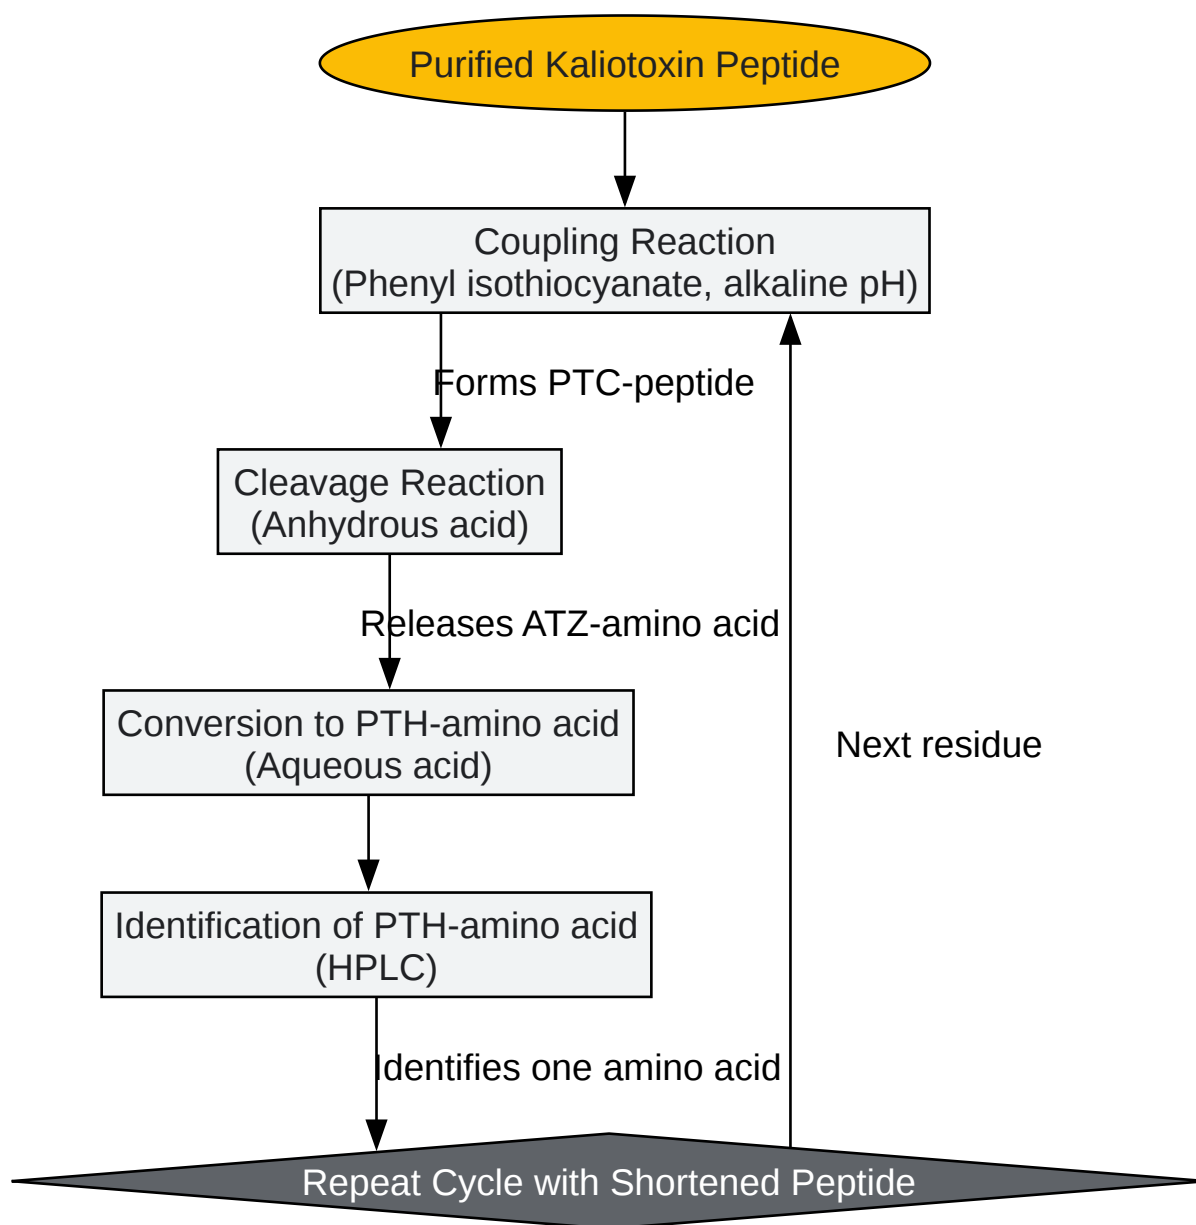 Purified Kaliotoxin Peptide
Coupling Reaction
(Phenyl isothiocyanate, alkaline pH)
Forms PTC-peptide
Cleavage Reaction
(Anhydrous acid)
Releases ATZ-amino acid
Conversion to PTH-amino acid
(Aqueous acid)
Next residue
Identification of PTH-amino acid
(HPLC)
Identifies one amino acid
Repeat Cycle with Shortened Peptide